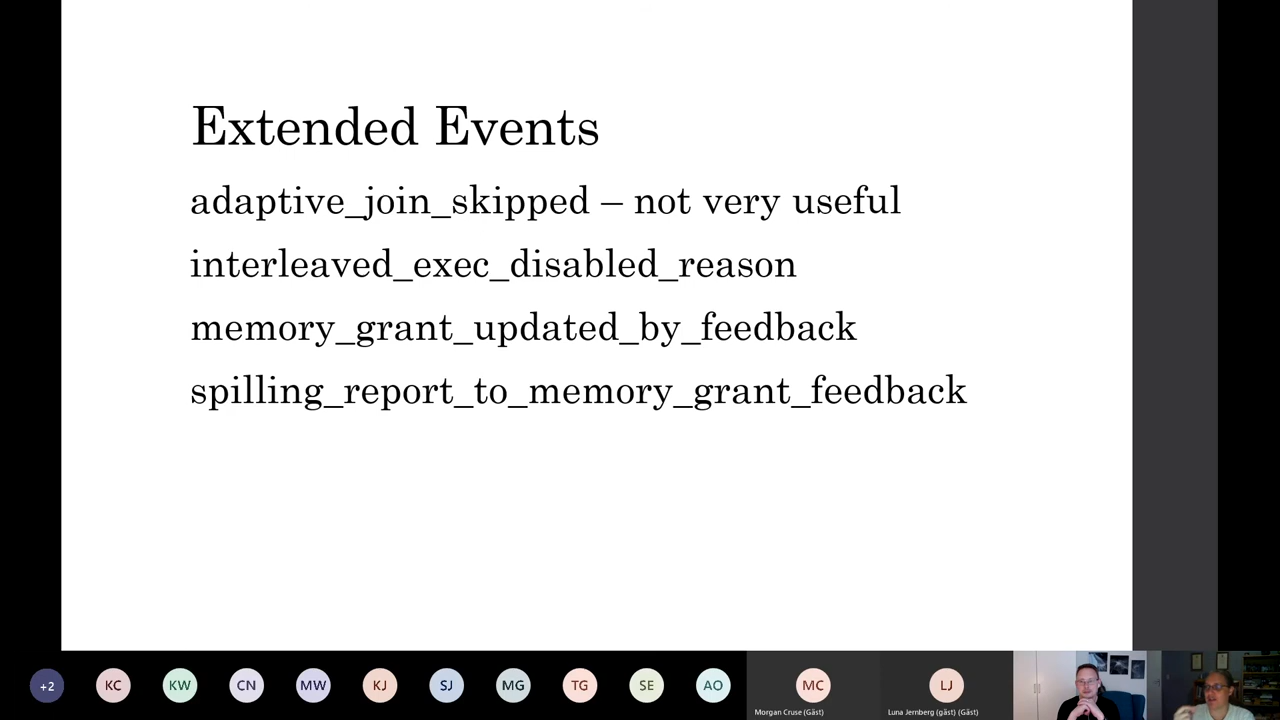 Extended Events
adaptive_join_skipped – not very useful
interleaved_exec_disabled_reason
memory_grant_updated_by_feedback
spilling_report_to_memory_grant_feedback
+2
KC
KW
CN
MW
KJ
SJ
MG
TG
SE
AO
MC
LJ
Morgan Cruse (Gäst)
Luna Jernberg (gäst) (Gäst)